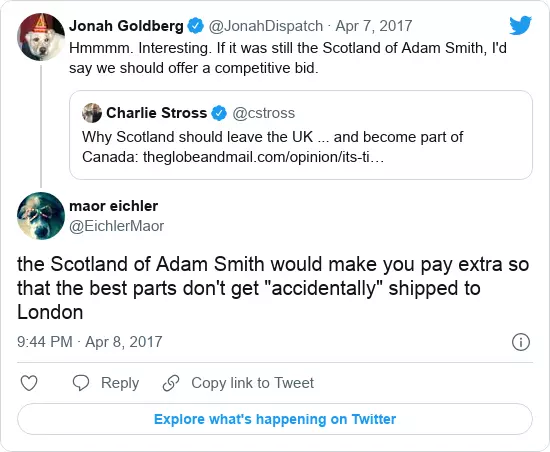 Jonah Goldberg @JonahDispatch · Apr 7, 2017
Hmmmm. Interesting. If it was still the Scotland of Adam Smith, I'd
say we should offer a competitive bid.
Charlie Stross @cstross
Why Scotland should leave the UK ... and become part of
Canada: theglobeandmail.com/opinion/its-ti…
maor eichler
@EichlerMaor
the Scotland of Adam Smith would make you pay extra so
that the best parts don't get "accidentally" shipped to
London
9:44 PM · Apr 8, 2017
Reply
Copy link to Tweet
Explore what's happening on Twitter